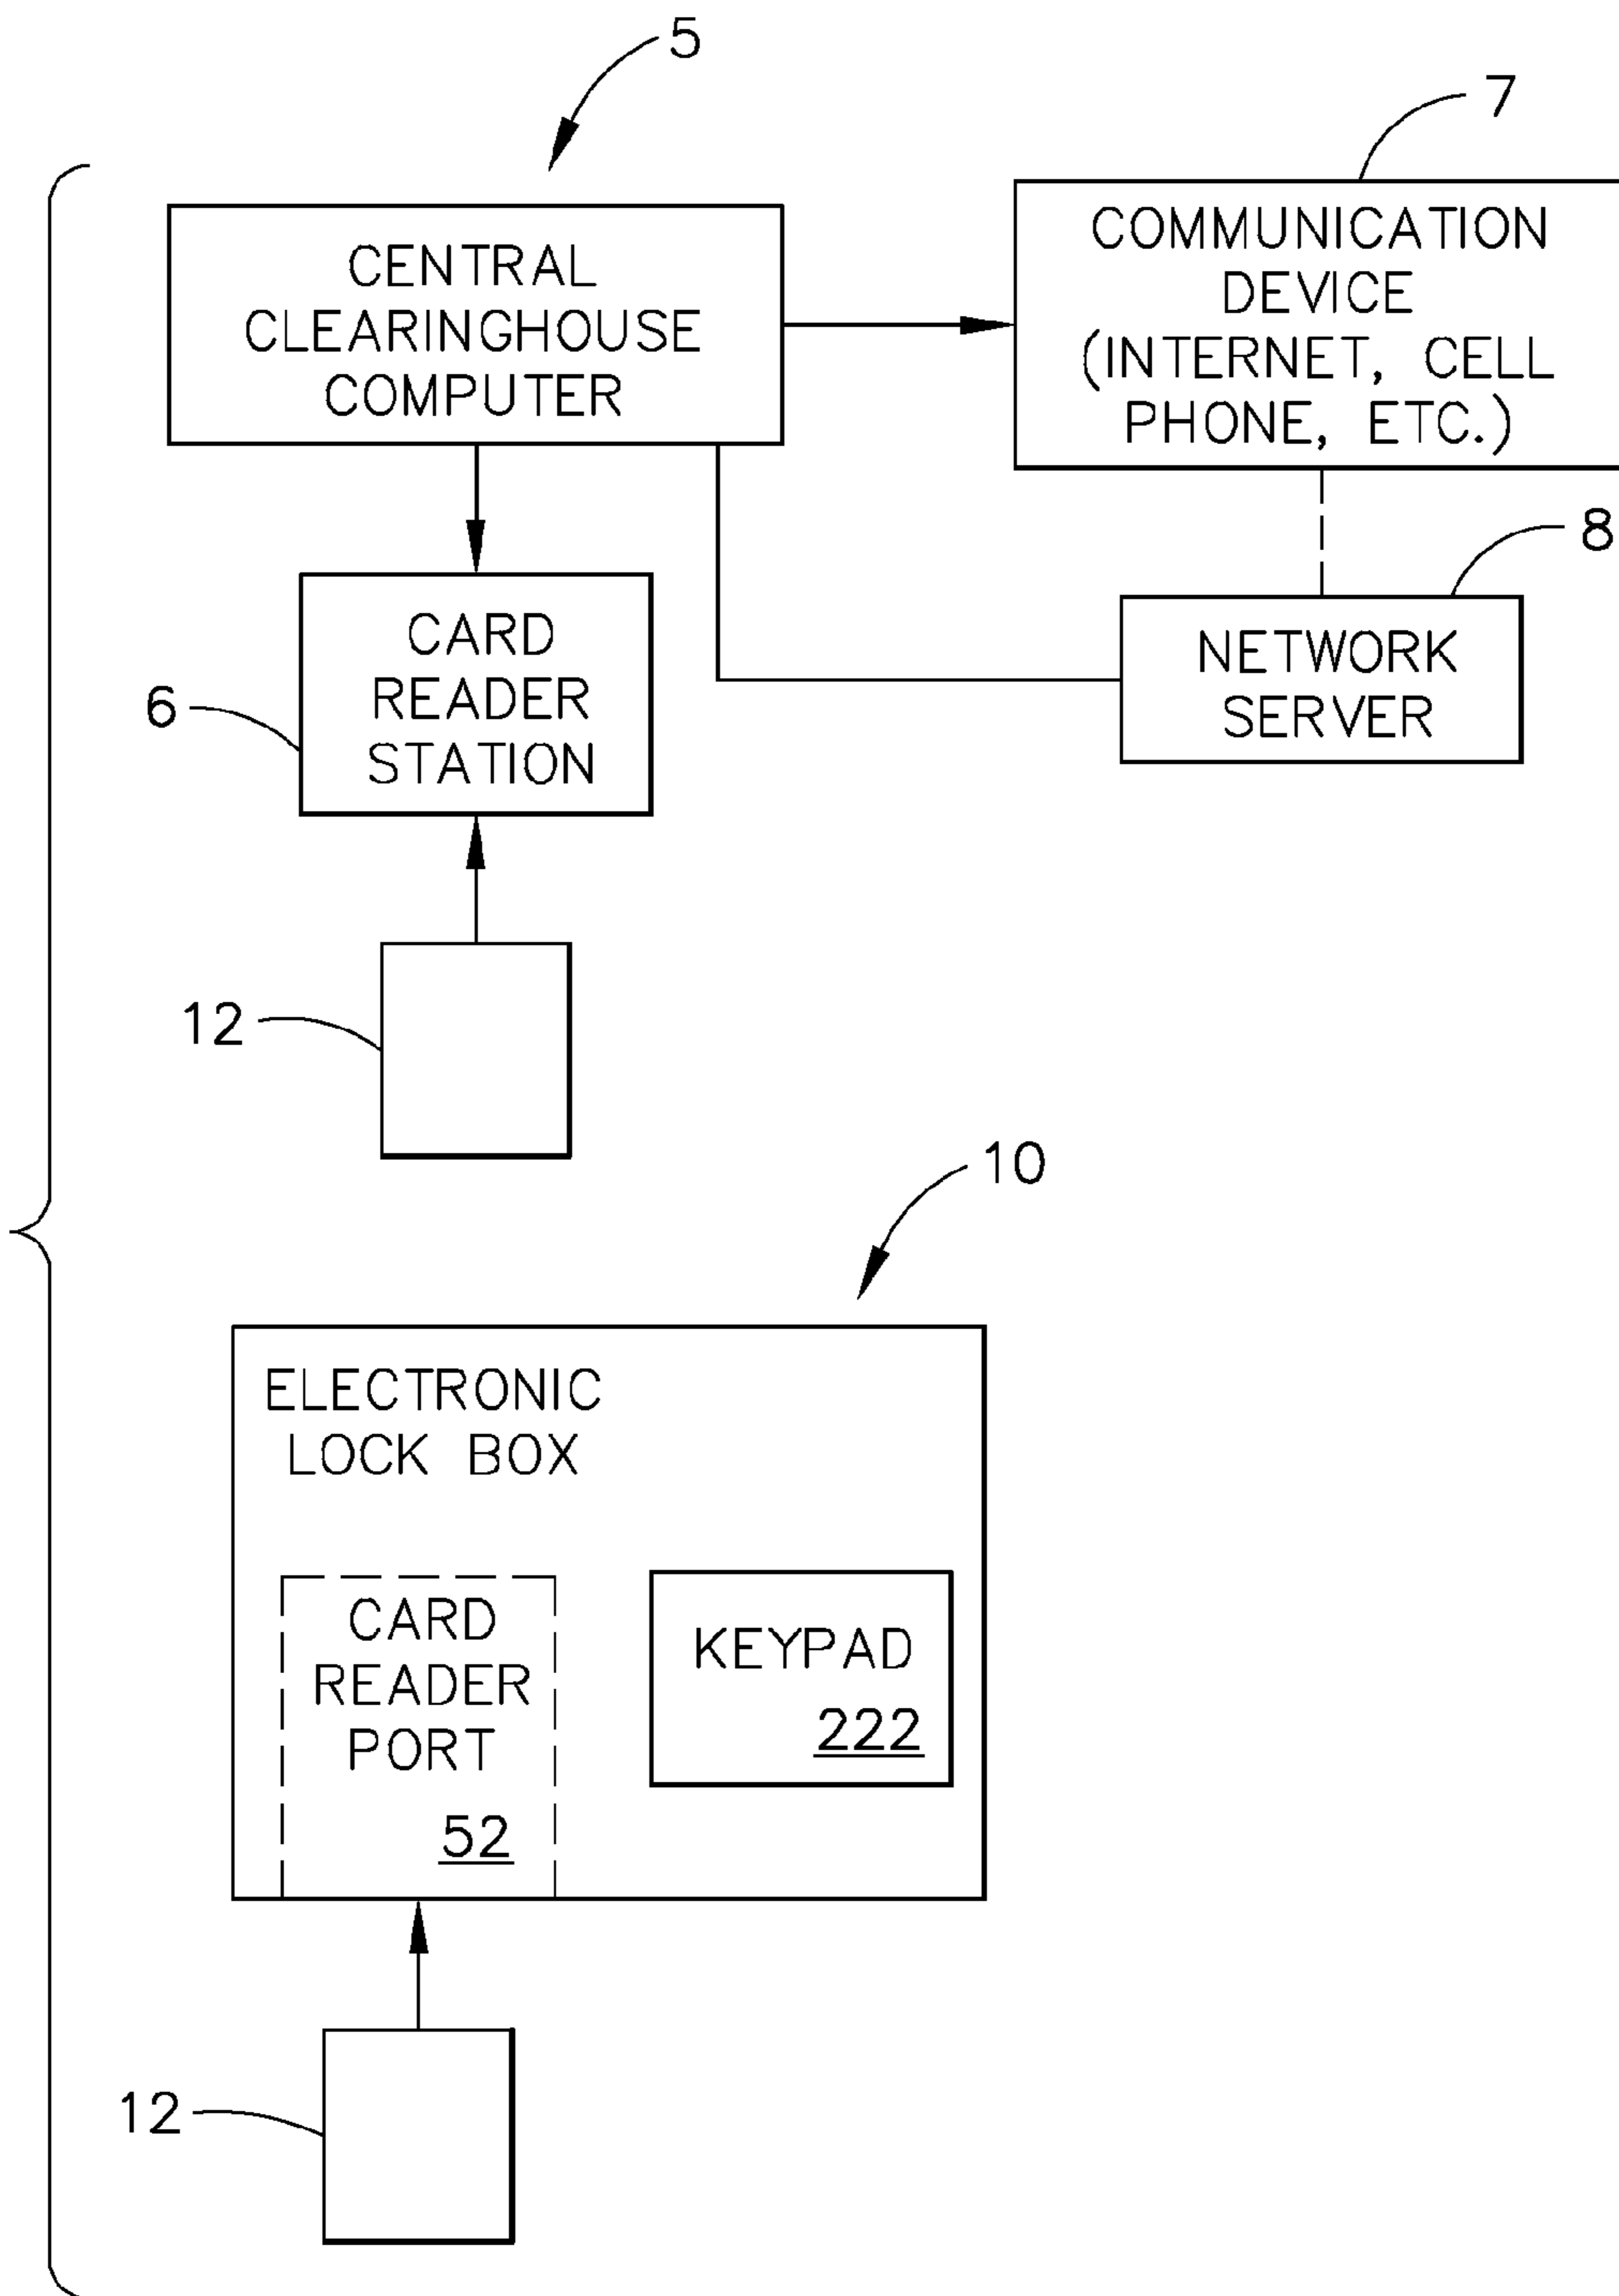 5
7
CENTRAL
CLEARINGHOUSE
COMPUTER
COMMUNICATION
DEVICE
(INTERNET, CELL
PHONE, ETC.)
8
CARD
READER
STATION
6
NETWORK
SERVER
12
10
ELECTRONIC
LOCK BOX
CARD
READER
PORT
52
KEYPAD
222
12